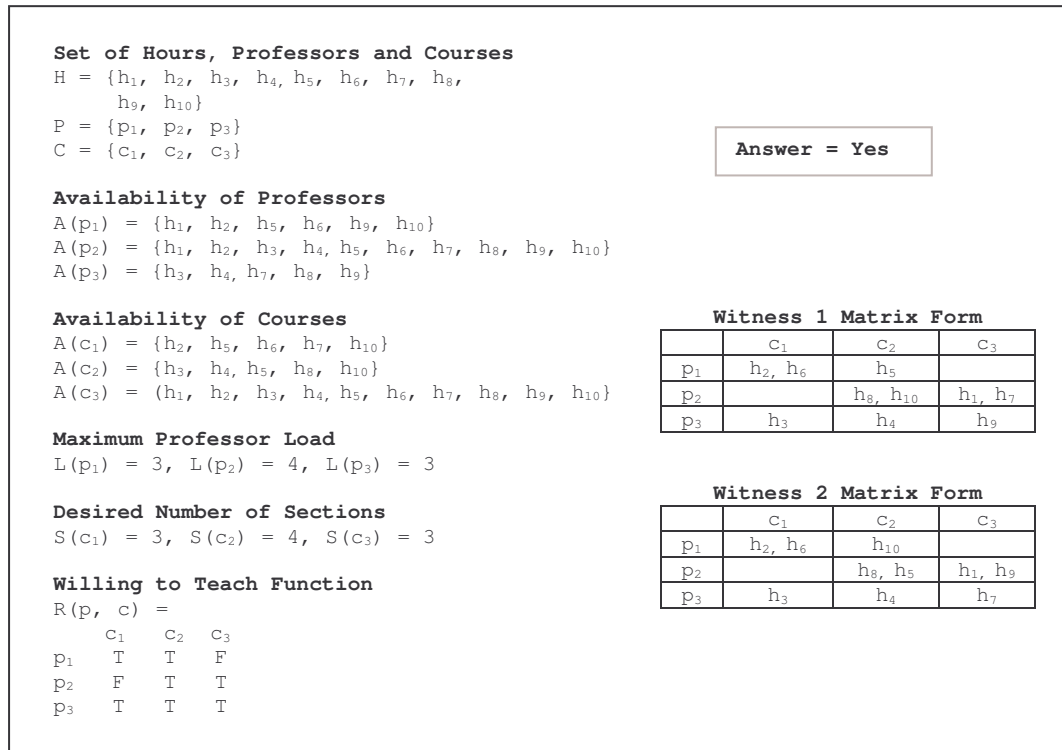 Set of Hours, Professors and Courses
H = {h₁, h₂, h₃, h₄, h₅, h₆, h₇, h₈,
h₉, h₁₀}
P = {p₁, p₂, p₃}
C = {c₁, c₂, c₃}
Availability of Professors
A(p₁) = {h₁, h₂, h₅, h₆, h₉, h₁₀}
A(p₂) = {h₁, h₂, h₃, h₄, h₅, h₆, h₇, h₈, h₉, h₁₀}
A(p₃) = {h₃, h₄, h₇, h₈, h₉}
Availability of Courses
A(c₁) = {h₂, h₅, h₆, h₇, h₁₀}
A(c₂) = {h₃, h₄, h₅, h₈, h₁₀}
A(c₃) = (h₁, h₂, h₃, h₄, h₅, h₆, h₇, h₈, h₉, h₁₀}
Maximum Professor Load
L(p₁) = 3, L(p₂) = 4, L(p₃) = 3
Desired Number of Sections
S(c₁) = 3, S(c₂) = 4, S(c₃) = 3
Willing to Teach Function
R(p, c) =
c₁ c₂ c₃
p₁ T T F
p₂ F T T
p₃ T T T
Answer = Yes
Witness 1 Matrix Form
c₁ c₂ c₃
p₁ h₂, h₆ h₅
p₂ h₈, h₁₀ h₁, h₇
p₃ h₃ h₄ h₉
Witness 2 Matrix Form
c₁ c₂ c₃
p₁ h₂, h₆ h₁₀
p₂ h₈, h₅ h₁, h₉
p₃ h₃ h₄ h₇